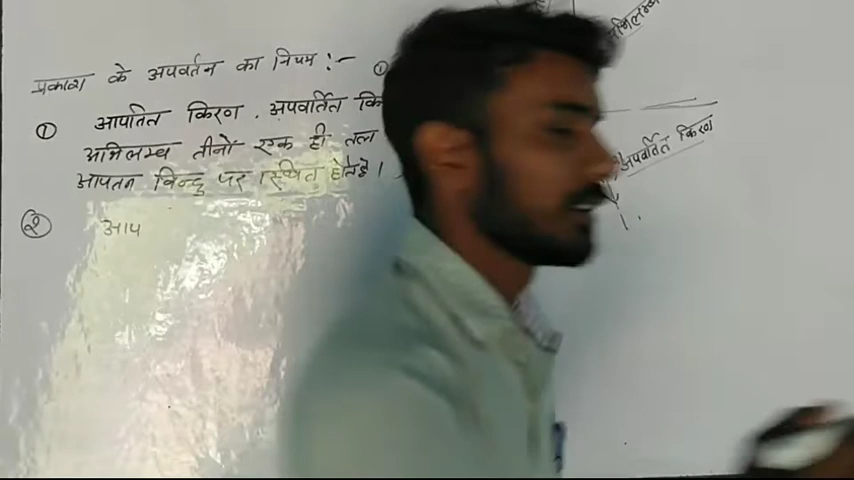 प्रकाश के अपवर्तन का नियम :-
① आपतित किरण , अपवर्तित कि
अभिलम्ब तीनों एक ही तल
आपतन बिन्दु पर स्थित होते है।
② आप
अपवर्तित किरण